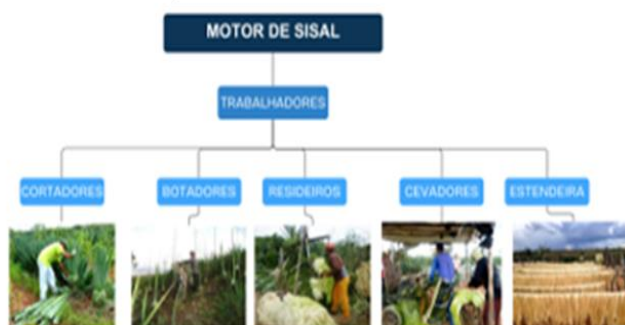 MOTOR DE SISAL
TRABALHADORES
CORTADORES
BOTADORES
RESIDEIROS
CEVADORES
ESTENDEIRA